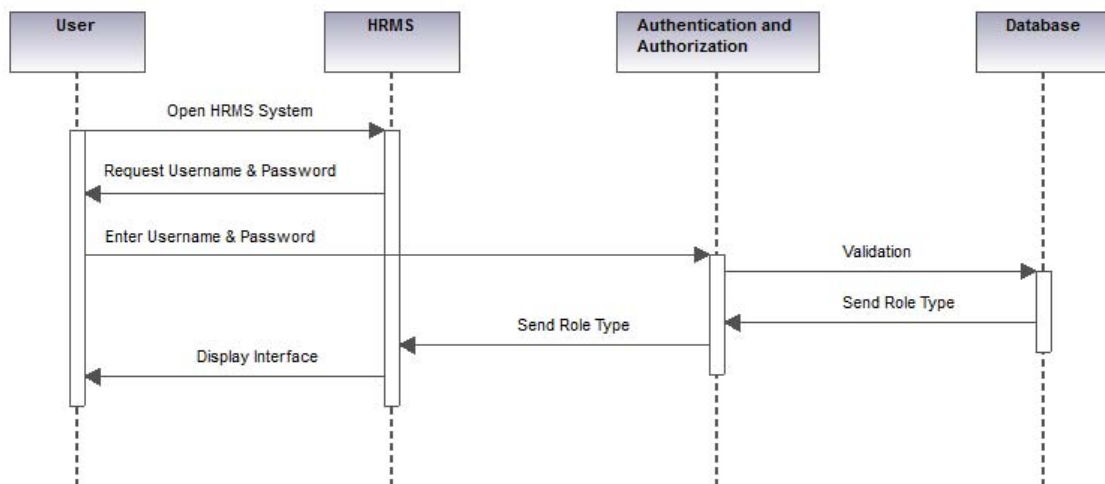 User
HRMS
Authentication and
Authorization
Database
Open HRMS System
Request Username & Password
Enter Username & Password
Validation
Send Role Type
Send Role Type
Display Interface